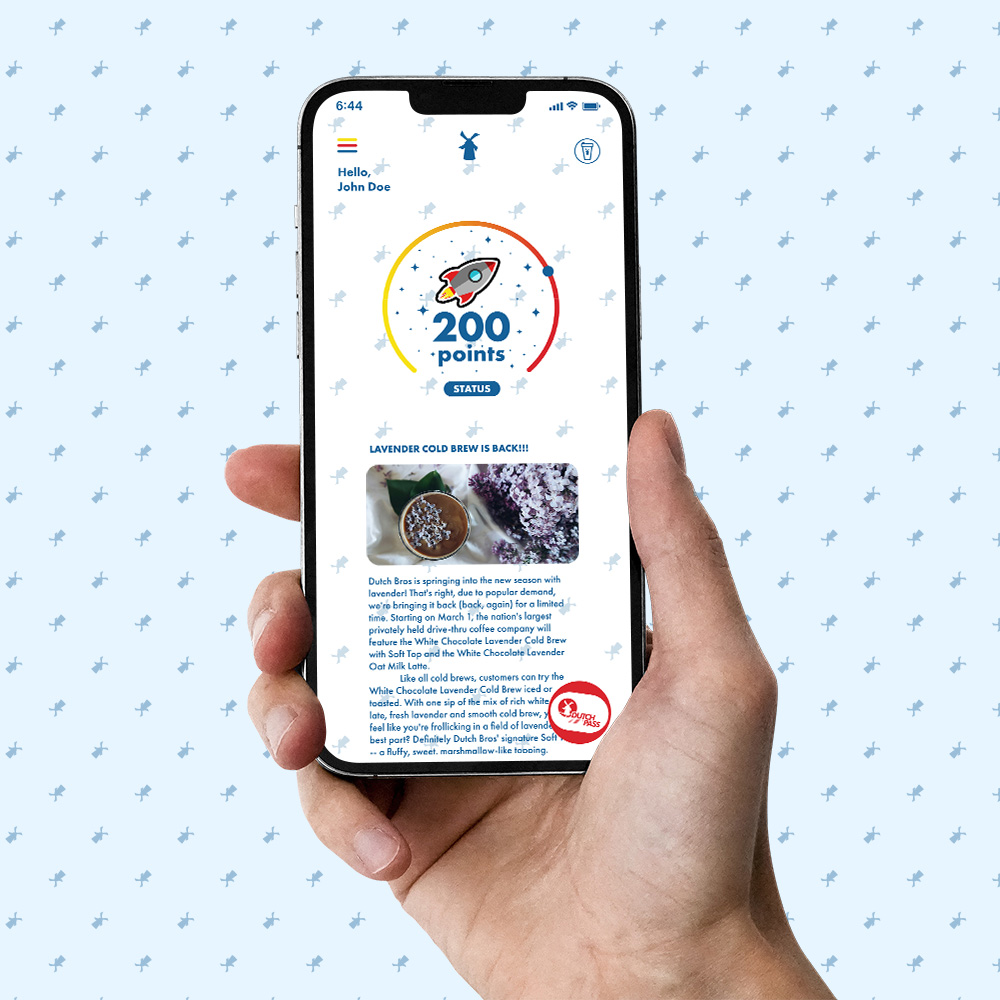 6:44
Hello,
John Doe
200
points
STATUS
LAVENDER COLD BREW IS BACK!!!
Dutch Bros is springing into the new season with
lavender! That's right, due to popular demand,
we're bringing it back (back, again) for a limited
time. Starting on March 1, the nation's largest
privately held drive-thru coffee company will
feature the White Chocolate Lavender Cold Brew
with Soft Top and the White Chocolate Lavender
Oat Milk Latte.
Like all cold brews, customers can try the
White Chocolate Lavender Cold Brew iced or
toasted. With one sip of the mix of rich white
late, fresh lavender and smooth cold brew, y
feel like you're frollicking in a field of lavende
best part? Definitely Dutch Bros' signature Soft
-- a fluffy, sweet, marshmallow-like topping.
DUTCH
PASS